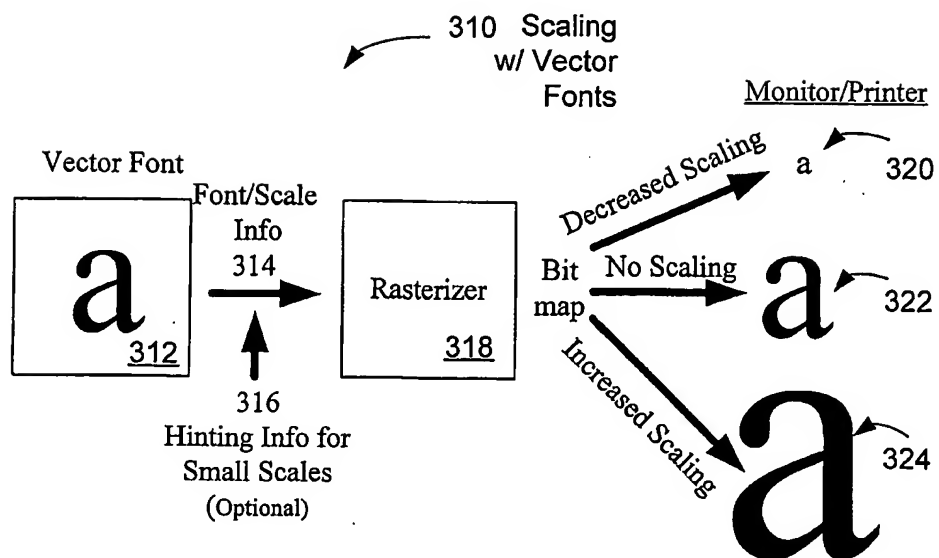 310 Scaling
w/ Vector
Fonts
Monitor/Printer
Vector Font
a
312
Font/Scale
Info
314
316
Hinting Info for
Small Scales
(Optional)
Rasterizer
318
Bit
map
Decreased Scaling
a
320
No Scaling
a
322
Increased Scaling
a
324